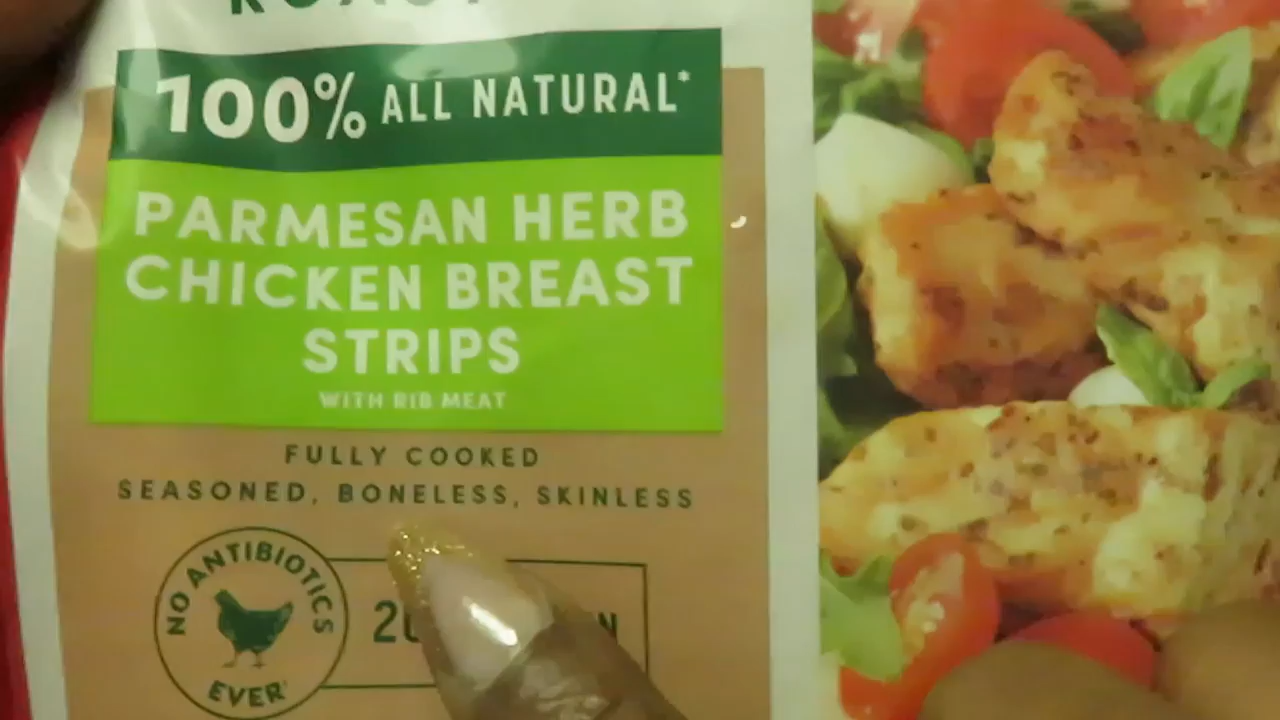 100% ALL NATURAL*
PARMESAN HERB
CHICKEN BREAST
STRIPS
WITH RIB MEAT
FULLY COOKED
SEASONED, BONELESS, SKINLESS
NO ANTIBIOTICS
EVER